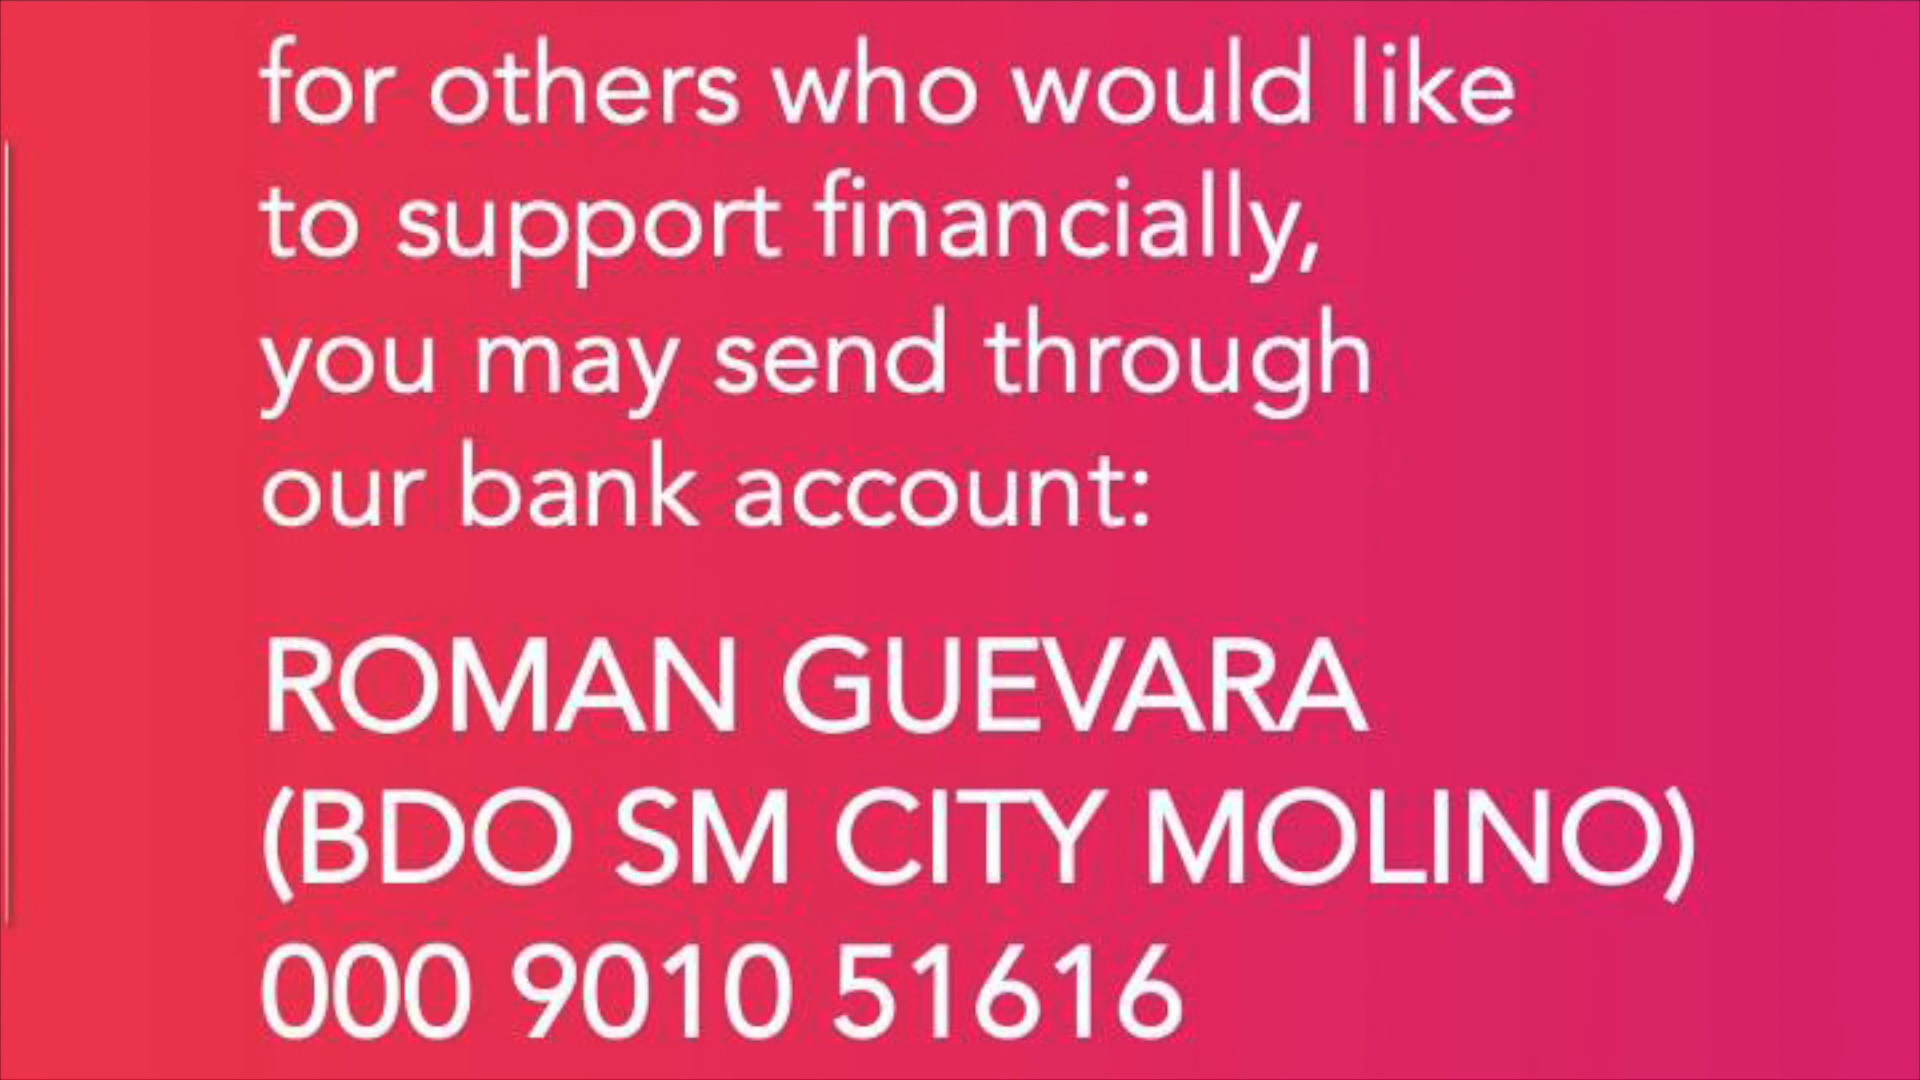 for others who would like
to support financially,
you may send through
our bank account:
ROMAN GUEVARA
(BDO SM CITY MOLINO)
000 9010 51616